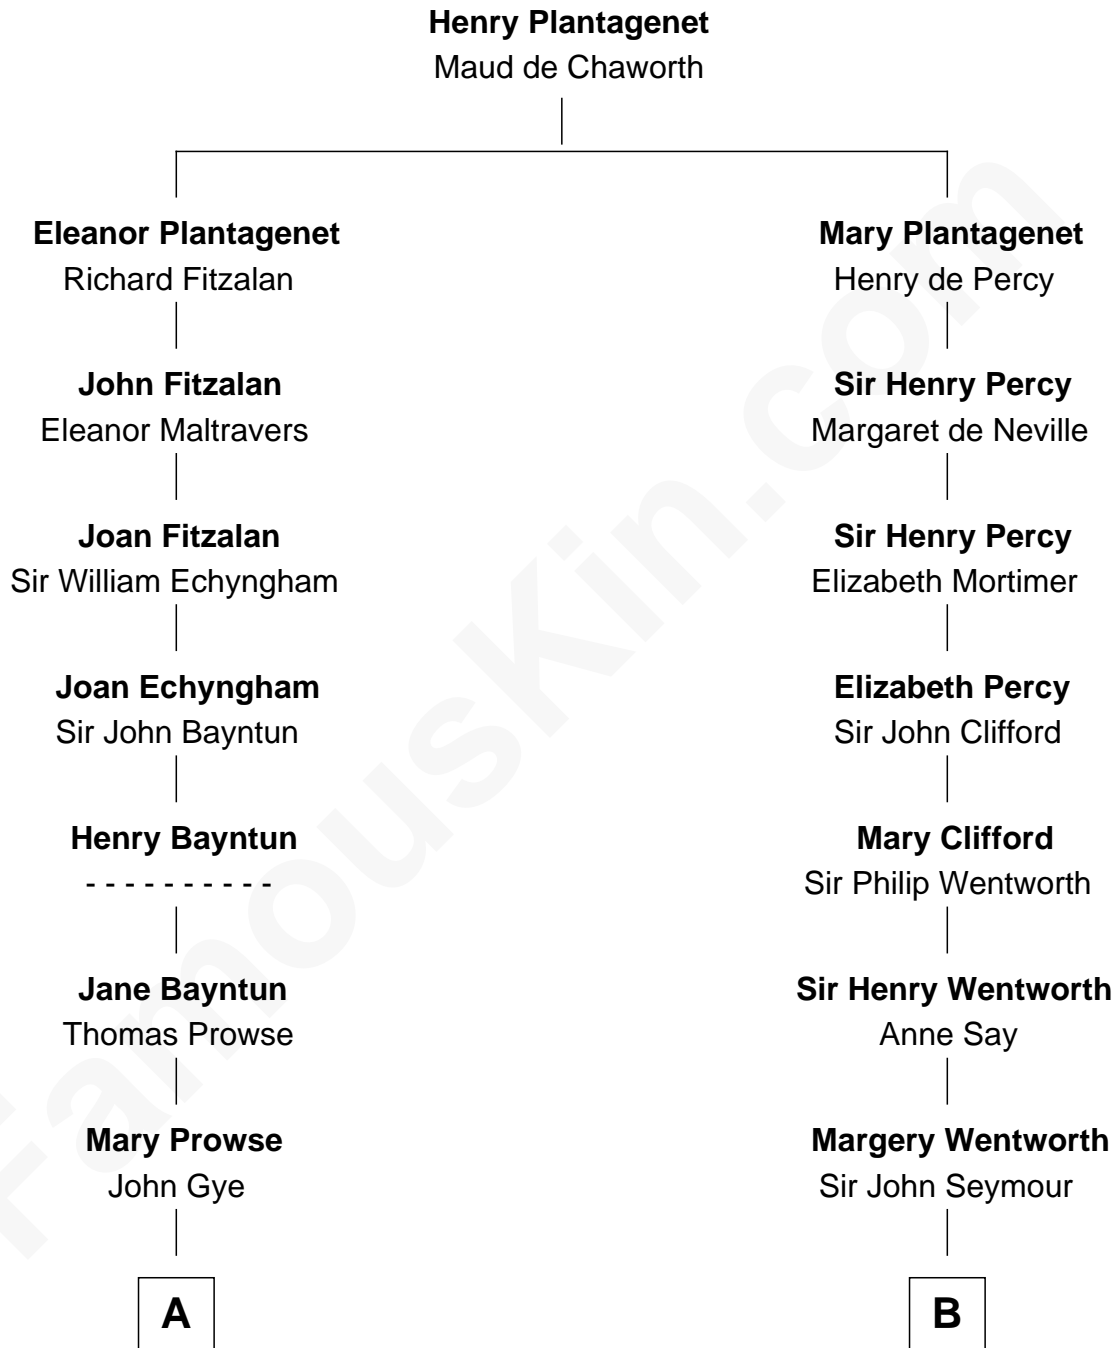 Henry Plantagenet
Maud de Chaworth
Eleanor Plantagenet
Richard Fitzalan
Mary Plantagenet
Henry de Percy
John Fitzalan
Eleanor Maltravers
Sir Henry Percy
Margaret de Neville
Joan Fitzalan
Sir William Echyngham
Sir Henry Percy
Elizabeth Mortimer
Joan Echyngham
Sir John Bayntun
Elizabeth Percy
Sir John Clifford
Henry Bayntun
- - - - - - - - - -
Mary Clifford
Sir Philip Wentworth
Jane Bayntun
Thomas Prowse
Sir Henry Wentworth
Anne Say
Mary Prowse
John Gye
Margery Wentworth
Sir John Seymour
A
B
FamousKin.com